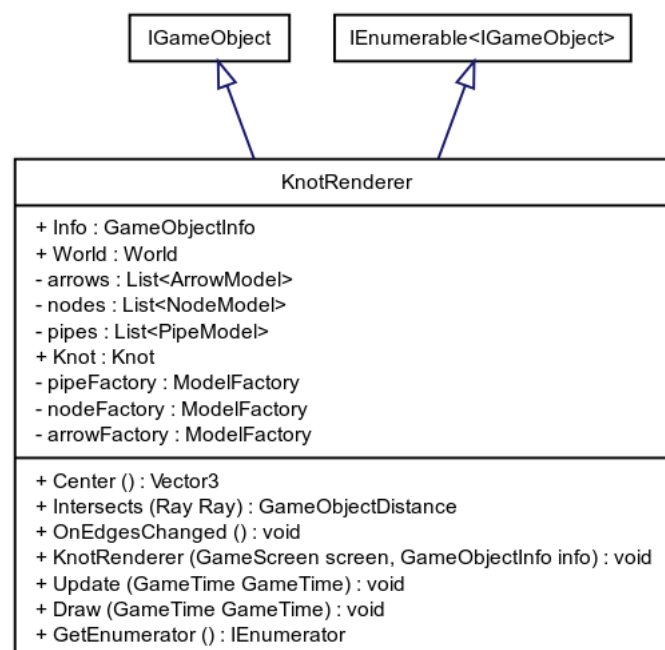 IGameObject
IEnumerable<IGameObject>
KnotRenderer
+ Info : GameObjectInfo
+ World : World
- arrows : List<ArrowModel>
- nodes : List<NodeModel>
- pipes : List<PipeModel>
+ Knot : Knot
- pipeFactory : ModelFactory
- nodeFactory : ModelFactory
- arrowFactory : ModelFactory
+ Center () : Vector3
+ Intersects (Ray Ray) : GameObjectDistance
+ OnEdgesChanged () : void
+ KnotRenderer (GameScreen screen, GameObjectInfo info) : void
+ Update (GameTime GameTime) : void
+ Draw (GameTime GameTime) : void
+ GetEnumerator () : IEnumerator